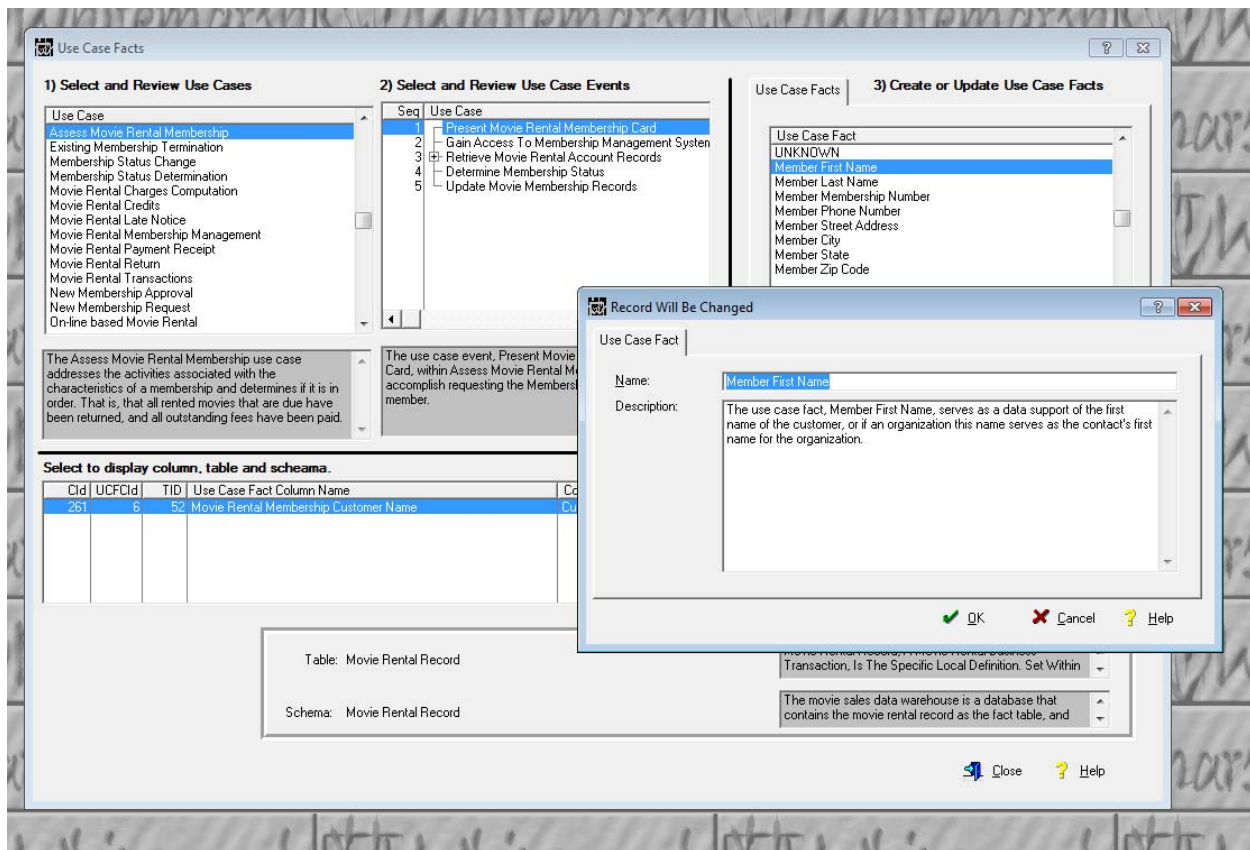 Use Case Facts
1) Select and Review Use Cases
Use Case
Assess Movie Rental Membership
Existing Membership Termination
Membership Status Change
Membership Status Determination
Movie Rental Charges Computation
Movie Rental Credits
Movie Rental Late Notice
Movie Rental Membership Management
Movie Rental Payment Receipt
Movie Rental Return
Movie Rental Transactions
New Membership Approval
New Membership Request
On-line based Movie Rental
The Assess Movie Rental Membership use case
addresses the activities associated with the
characteristics of a membership and determines if it is in
order. That is, that all rented movies that are due have
been returned, and all outstanding fees have been paid.
2) Select and Review Use Case Events
Seq Use Case
1 Present Movie Rental Membership Card
2 Gain Access To Membership Management System
3 Retrieve Movie Rental Account Records
4 Determine Membership Status
5 Update Movie Membership Records
The use case event, Present Movie
Card, within Assess Movie Rental M
accomplish requesting the Members
member.
Use Case Facts
3) Create or Update Use Case Facts
Use Case Fact
UNKNOWN
Member First Name
Member Last Name
Member Membership Number
Member Phone Number
Member Street Address
Member City
Member State
Member Zip Code
Record Will Be Changed
Use Case Fact
Name: Member First Name
Description: The use case fact, Member First Name, serves as a data support of the first
name of the customer, or if an organization this name serves as the contact's first
name for the organization.
OK Cancel Help
Select to display column, table and scheama.
CId UCFCId TID Use Case Fact Column Name Co
261 6 52 Movie Rental Membership Customer Name Cu
Table: Movie Rental Record
Transaction, Is The Specific Local Definition. Set Within
Schema: Movie Rental Record
The movie sales data warehouse is a database that
contains the movie rental record as the fact table, and
Close Help